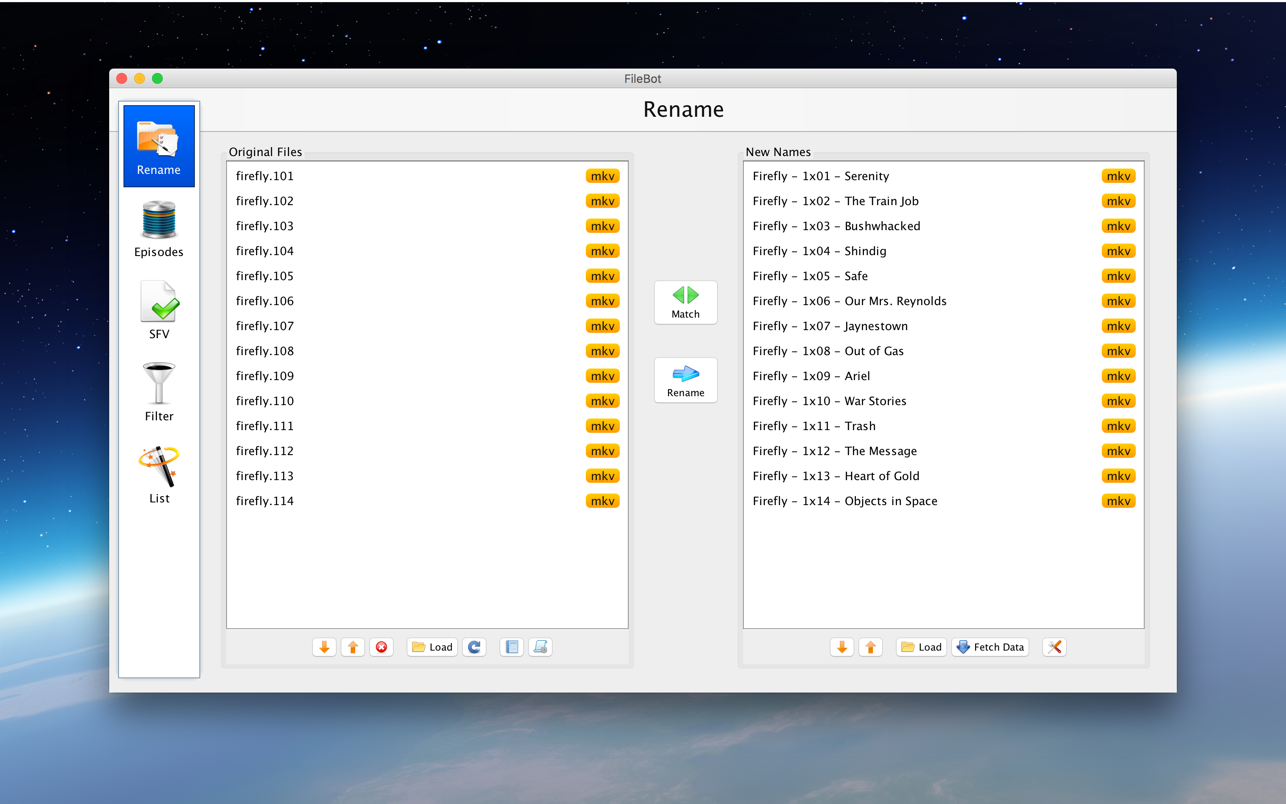 FileBot
Rename
Rename
Episodes
SFV
Filter
List
Original Files
firefly.101 mkv
firefly.102 mkv
firefly.103 mkv
firefly.104 mkv
firefly.105 mkv
firefly.106 mkv
firefly.107 mkv
firefly.108 mkv
firefly.109 mkv
firefly.110 mkv
firefly.111 mkv
firefly.112 mkv
firefly.113 mkv
firefly.114 mkv
Load
Match
Rename
New Names
Firefly - 1x01 - Serenity mkv
Firefly - 1x02 - The Train Job mkv
Firefly - 1x03 - Bushwhacked mkv
Firefly - 1x04 - Shindig mkv
Firefly - 1x05 - Safe mkv
Firefly - 1x06 - Our Mrs. Reynolds mkv
Firefly - 1x07 - Jaynestown mkv
Firefly - 1x08 - Out of Gas mkv
Firefly - 1x09 - Ariel mkv
Firefly - 1x10 - War Stories mkv
Firefly - 1x11 - Trash mkv
Firefly - 1x12 - The Message mkv
Firefly - 1x13 - Heart of Gold mkv
Firefly - 1x14 - Objects in Space mkv
Load Fetch Data